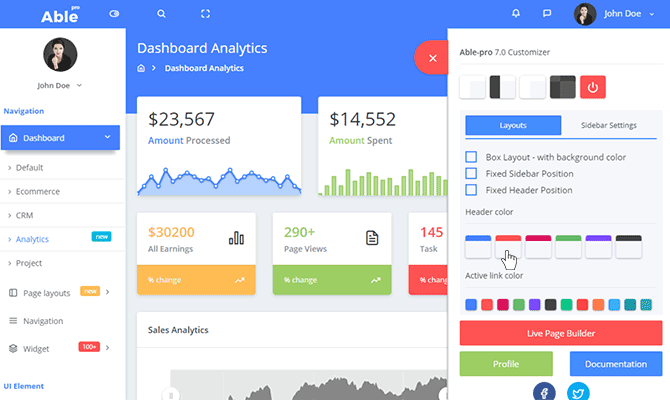 Able pro
John Doe
John Doe
Navigation
Dashboard
Default
Ecommerce
CRM
Analytics new
Project
Page layouts new
Navigation
Widget 100+
UI Element
Dashboard Analytics
Dashboard Analytics
$23,567
Amount Processed
$14,552
Amount Spent
$30200
All Earnings
% change
290+
Page Views
% change
145
Task
% change
Sales Analytics
Able-pro 7.0 Customizer
Layouts
Sidebar Settings
Box Layout - with background color
Fixed Sidebar Position
Fixed Header Position
Header color
Active link color
Live Page Builder
Profile
Documentation